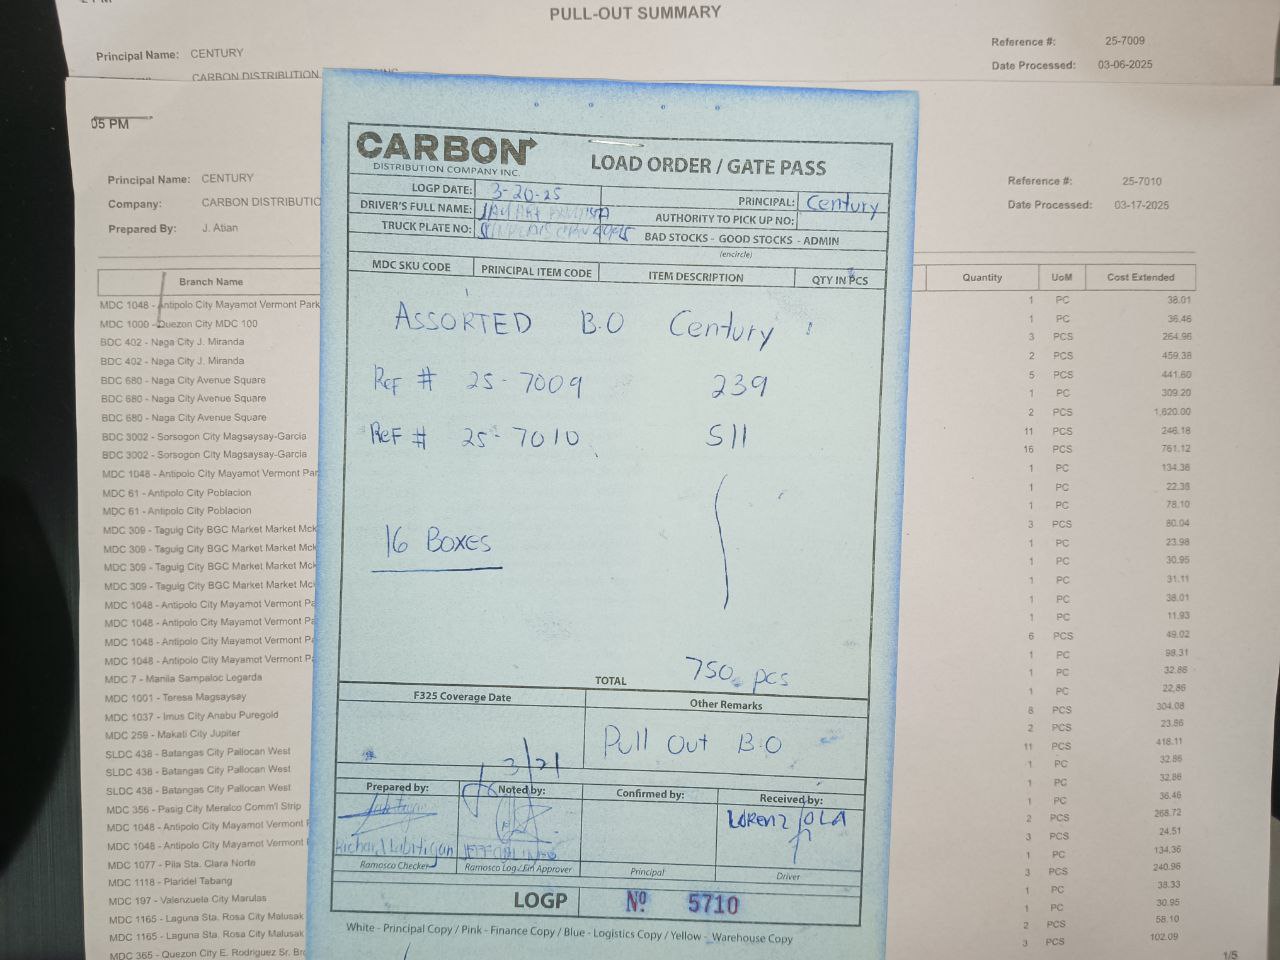 PULL-OUT SUMMARY
Principal Name: CENTURY
Reference #: 25-7009
Date Processed: 03-06-2025
CARBON DISTRIBUTION
05 PM
Principal Name: CENTURY
Reference #: 25-7010
Company: CARBON DISTRIBUTIO
Date Processed: 03-17-2025
Prepared By: J. Atian
Branch Name
Quantity UoM Cost Extended
MDC 1048 - Antipolo City Mayamot Vermont Park
MDC 1000 - Quezon City MDC 100
BDC 402 - Naga City J. Miranda
BDC 402 - Naga City J. Miranda
BDC 680 - Naga City Avenue Square
BDC 680 - Naga City Avenue Square
BDC 680 - Naga City Avenue Square
BDC 3002 - Sorsogon City Magsaysay-Garcia
BDC 3002 - Sorsogon City Magsaysay-Garcia
MDC 1048 - Antipolo City Mayamot Vermont Par
MDC 61 - Antipolo City Poblacion
MDC 61 - Antipolo City Poblacion
MDC 309 - Taguig City BGC Market Market Mck
MDC 309 - Taguig City BGC Market Market Mck
MDC 309 - Taguig City BGC Market Market Mck
MDC 309 - Taguig City BGC Market Market Mc
MDC 1048 - Antipolo City Mayamot Vermont Pa
MDC 1048 - Antipolo City Mayamot Vermont P
MDC 1048 - Antipolo City Mayamot Vermont P
MDC 1048 - Antipolo City Mayamot Vermont P
MDC 7 - Manila Sampaloc Legarda
MDC 1001 - Teresa Magsaysay
MDC 1037 - Imus City Anabu Puregold
MDC 259 - Makati City Jupiter
SLDC 438 - Batangas City Pallocan West
SLDC 438 - Batangas City Pallocan West
SLDC 438 - Batangas City Pallocan West
MDC 356 - Pasig City Meralco Comm'l Strip
MDC 1048 - Antipolo City Mayamot Vermont
MDC 1048 - Antipolo City Mayamot Vermont
MDC 1077 - Pila Sta. Clara Norte
MDC 1118 - Plaridel Tabang
MDC 197 - Valenzuela City Marulas
MDC 1165 - Laguna Sta. Rosa City Malusak
MDC 1165 - Laguna Sta. Rosa City Malusak
MDC 365 - Quezon City E. Rodriguez Sr. Br
1 PC 38.01
1 PC 36.46
3 PCS 264.96
2 PCS 459.38
5 PCS 441.60
1 PC 309.20
2 PCS 1,620.00
11 PCS 246.18
16 PCS 761.12
1 PC 134.36
1 PC 22.38
1 PC 78.10
3 PCS 80.04
1 PC 23.98
1 PC 30.95
1 PC 31.11
1 PC 38.01
1 PC 11.93
6 PCS 49.02
1 PC 98.31
1 PC 32.86
1 PC 22.86
8 PCS 304.08
2 PCS 23.86
11 PCS 418.11
1 PC 32.86
1 PC 32.86
1 PC 36.46
2 PCS 268.72
3 PCS 24.51
1 PC 134.36
3 PCS 240.96
1 PC 38.33
1 PC 30.95
2 PCS 58.10
3 PCS 102.09
1/5
CARBON
DISTRIBUTION COMPANY INC.
LOAD ORDER / GATE PASS
LOGP DATE: 3-20-25
PRINCIPAL: Century
DRIVER'S FULL NAME:
AUTHORITY TO PICK UP NO:
TRUCK PLATE NO:
BAD STOCKS - GOOD STOCKS - ADMIN
(encircle)
MDC SKU CODE PRINCIPAL ITEM CODE ITEM DESCRIPTION QTY IN PCS
ASSORTED B.O Century
Ref # 25-7009 239
Ref # 25-7010 511
16 BOXES
TOTAL 750 pcs
F325 Coverage Date Other Remarks
Pull Out B.O
3/21
Prepared by: Noted by: Confirmed by: Received by:
LORENZ OLA
Richard Labitigan
Ramosco Checker Ramosco Log./Fin Approver Principal Driver
LOGP Nº 5710
White - Principal Copy / Pink - Finance Copy / Blue - Logistics Copy / Yellow - Warehouse Copy